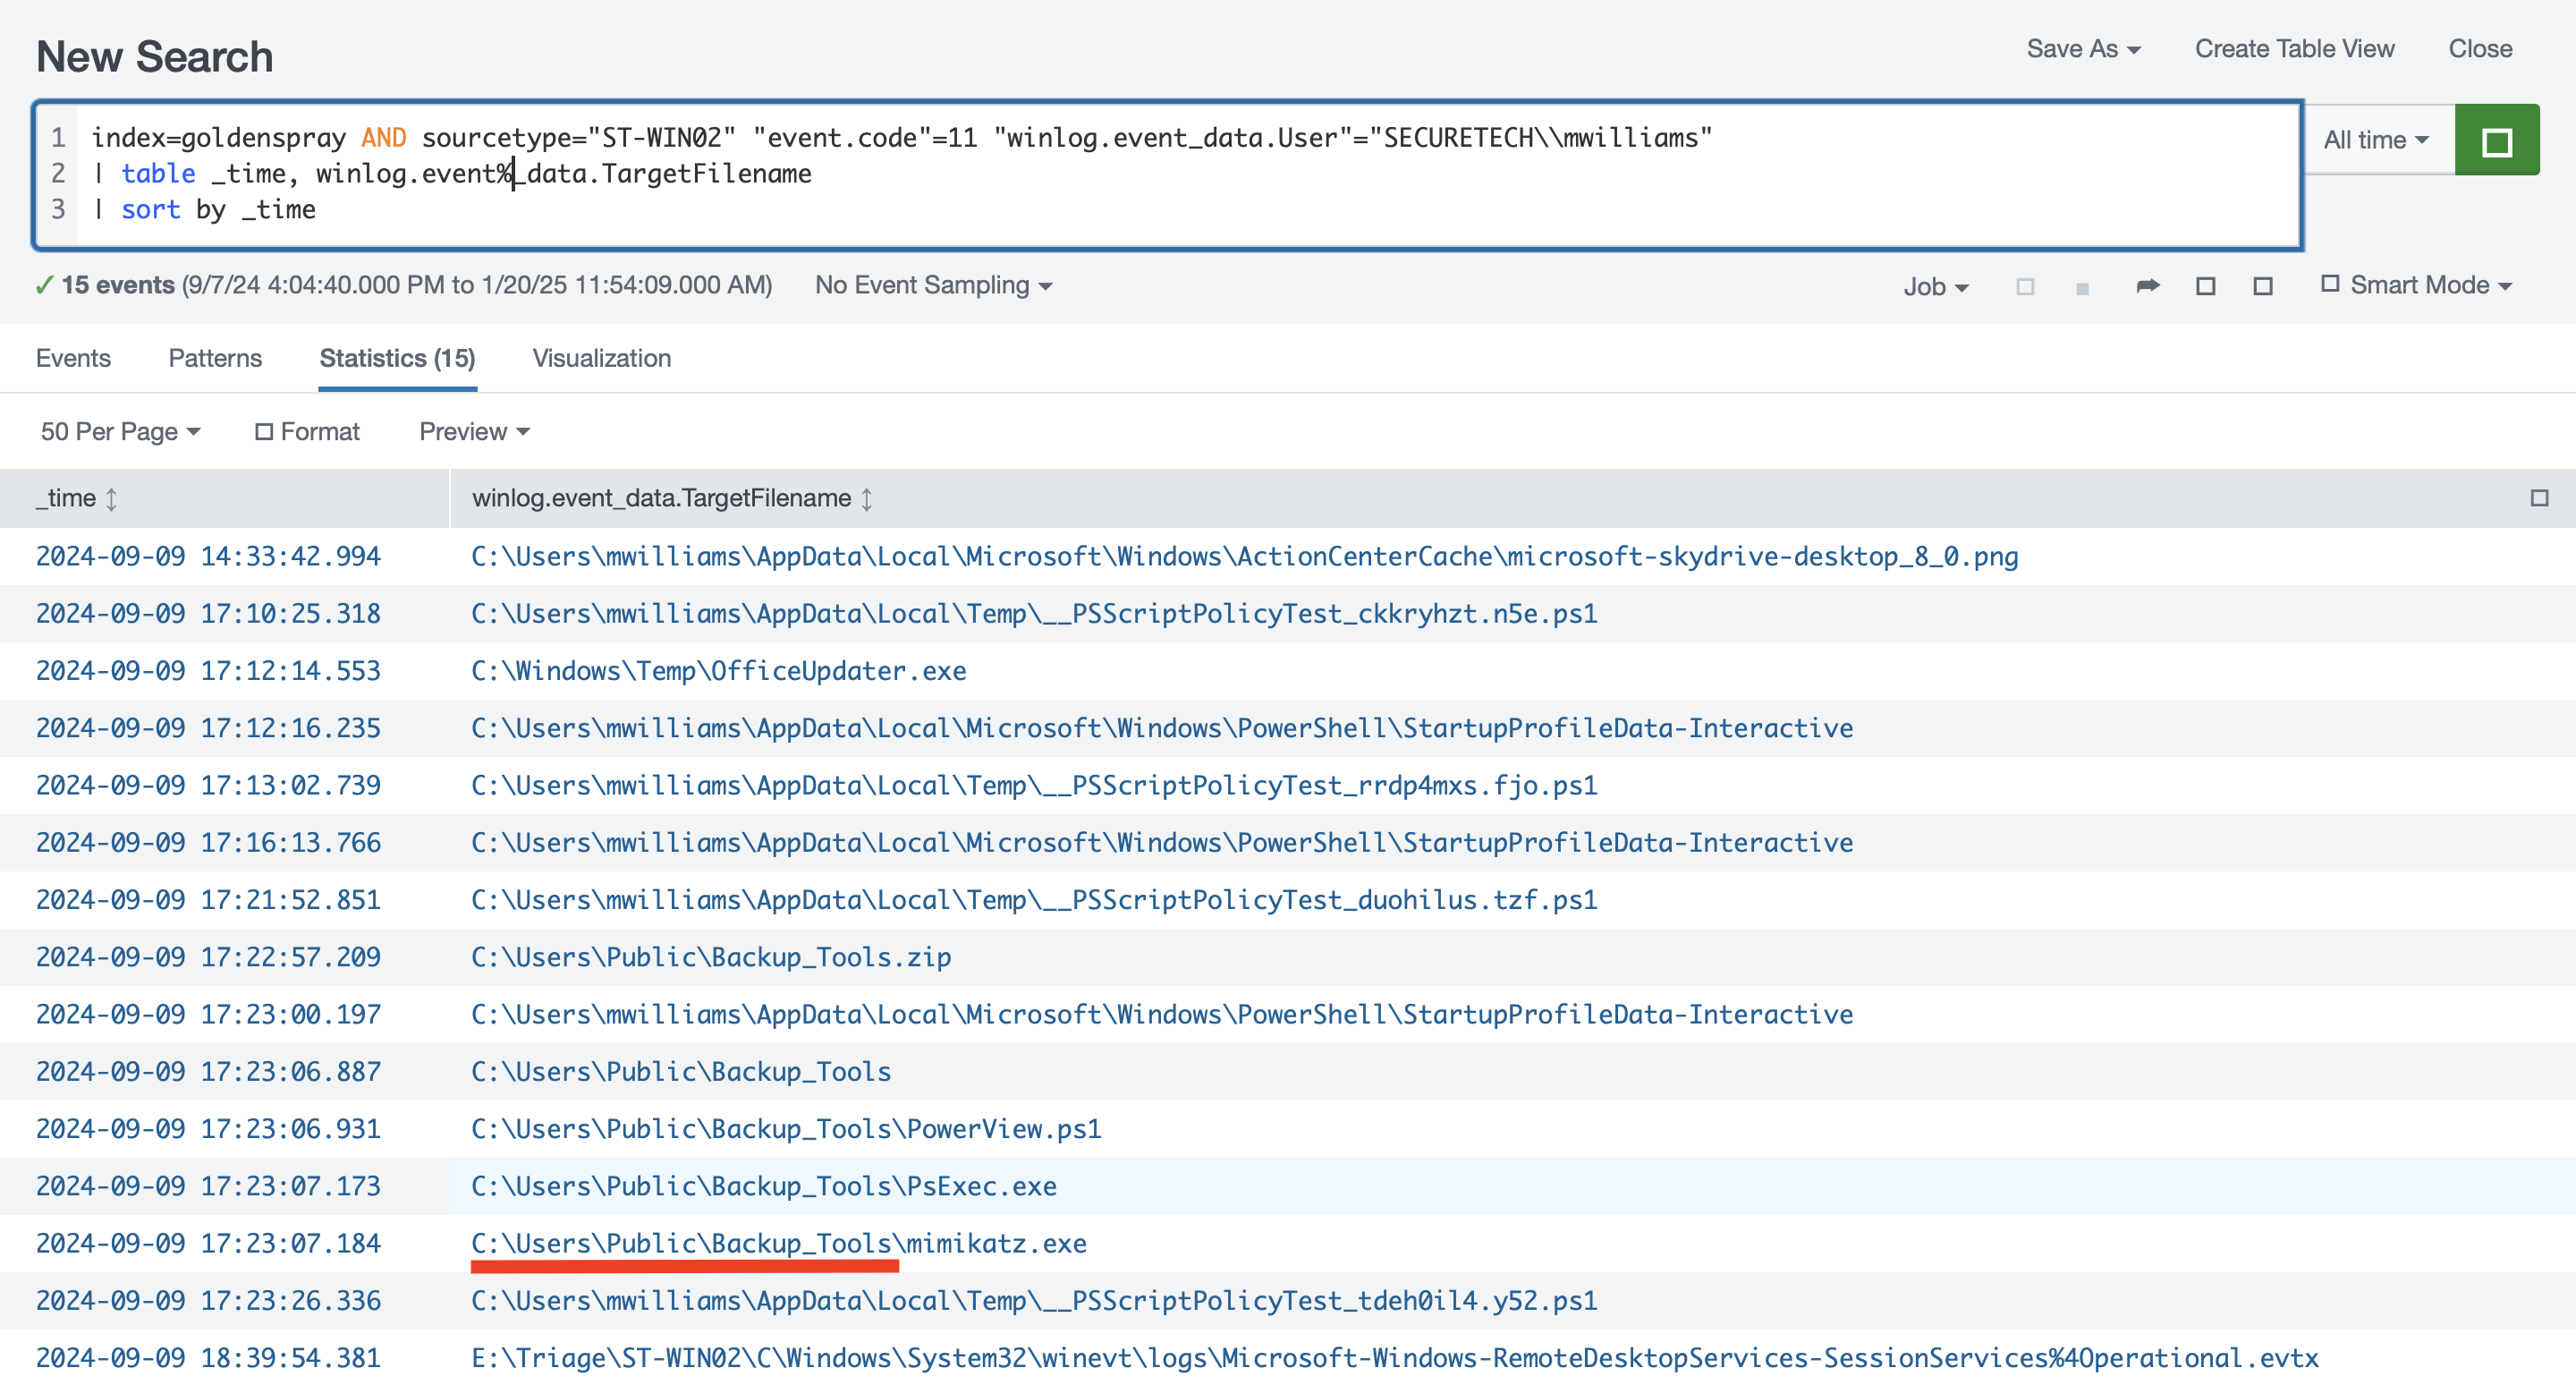 New Search
Save As Create Table View Close
1 index=goldenspray AND sourcetype="ST-WIN02" "event.code"=11 "winlog.event_data.User"="SECURETECH\\mwilliams"
2 | table _time, winlog.event%_data.TargetFilename
3 | sort by _time
All time
✓ 15 events (9/7/24 4:04:40.000 PM to 1/20/25 11:54:09.000 AM) No Event Sampling
Job Smart Mode
Events Patterns Statistics (15) Visualization
50 Per Page Format Preview
_time winlog.event_data.TargetFilename
2024-09-09 14:33:42.994 C:\Users\mwilliams\AppData\Local\Microsoft\Windows\ActionCenterCache\microsoft-skydrive-desktop_8_0.png
2024-09-09 17:10:25.318 C:\Users\mwilliams\AppData\Local\Temp\__PSScriptPolicyTest_ckkryhzt.n5e.ps1
2024-09-09 17:12:14.553 C:\Windows\Temp\OfficeUpdater.exe
2024-09-09 17:12:16.235 C:\Users\mwilliams\AppData\Local\Microsoft\Windows\PowerShell\StartupProfileData-Interactive
2024-09-09 17:13:02.739 C:\Users\mwilliams\AppData\Local\Temp\__PSScriptPolicyTest_rrdp4mxs.fjo.ps1
2024-09-09 17:16:13.766 C:\Users\mwilliams\AppData\Local\Microsoft\Windows\PowerShell\StartupProfileData-Interactive
2024-09-09 17:21:52.851 C:\Users\mwilliams\AppData\Local\Temp\__PSScriptPolicyTest_duohilus.tzf.ps1
2024-09-09 17:22:57.209 C:\Users\Public\Backup_Tools.zip
2024-09-09 17:23:00.197 C:\Users\mwilliams\AppData\Local\Microsoft\Windows\PowerShell\StartupProfileData-Interactive
2024-09-09 17:23:06.887 C:\Users\Public\Backup_Tools
2024-09-09 17:23:06.931 C:\Users\Public\Backup_Tools\PowerView.ps1
2024-09-09 17:23:07.173 C:\Users\Public\Backup_Tools\PsExec.exe
2024-09-09 17:23:07.184 C:\Users\Public\Backup_Tools\mimikatz.exe
2024-09-09 17:23:26.336 C:\Users\mwilliams\AppData\Local\Temp\__PSScriptPolicyTest_tdeh0il4.y52.ps1
2024-09-09 18:39:54.381 E:\Triage\ST-WIN02\C\Windows\System32\winevt\logs\Microsoft-Windows-RemoteDesktopServices-SessionServices%4Operational.evtx